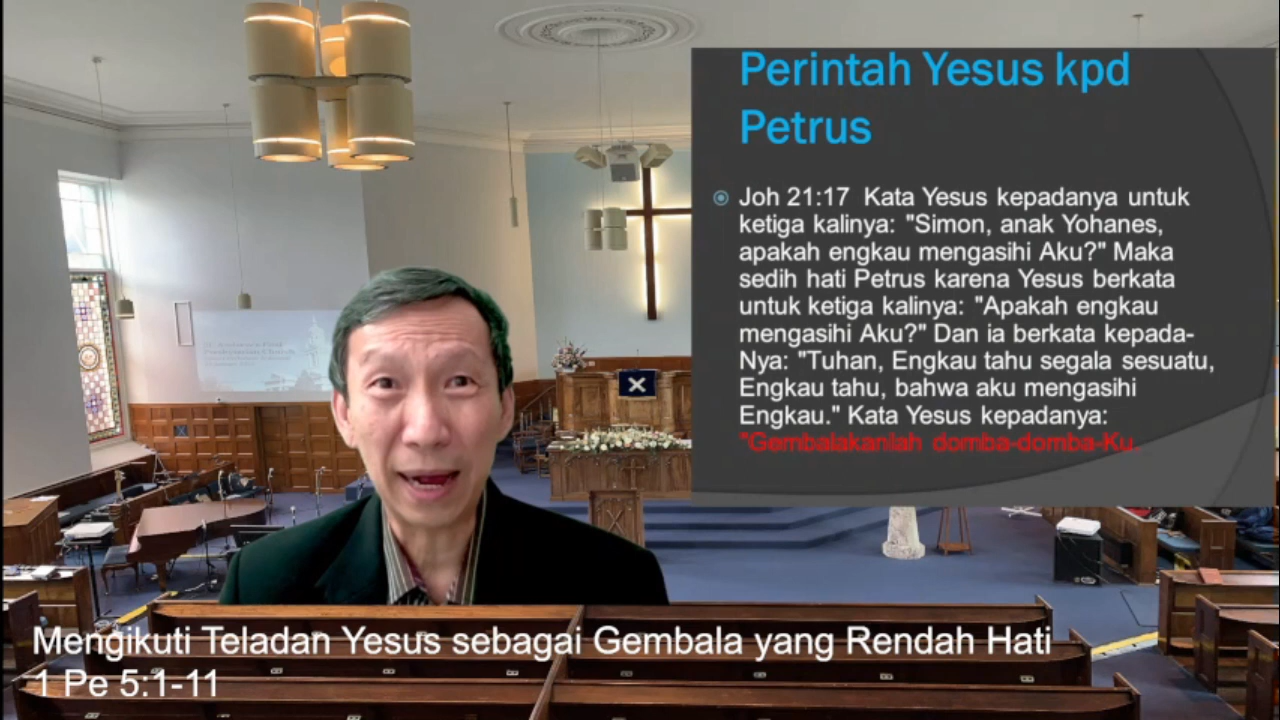 Perintah Yesus kpd
Petrus
Joh 21:17 Kata Yesus kepadanya untuk
ketiga kalinya: "Simon, anak Yohanes,
apakah engkau mengasihi Aku?" Maka
sedih hati Petrus karena Yesus berkata
untuk ketiga kalinya: "Apakah engkau
mengasihi Aku?" Dan ia berkata kepada-
Nya: "Tuhan, Engkau tahu segala sesuatu,
Engkau tahu, bahwa aku mengasihi
Engkau." Kata Yesus kepadanya:
"Gembalakanlah domba-domba-Ku.
Mengikuti Teladan Yesus sebagai Gembala yang Rendah Hati
1 Pe 5:1-11